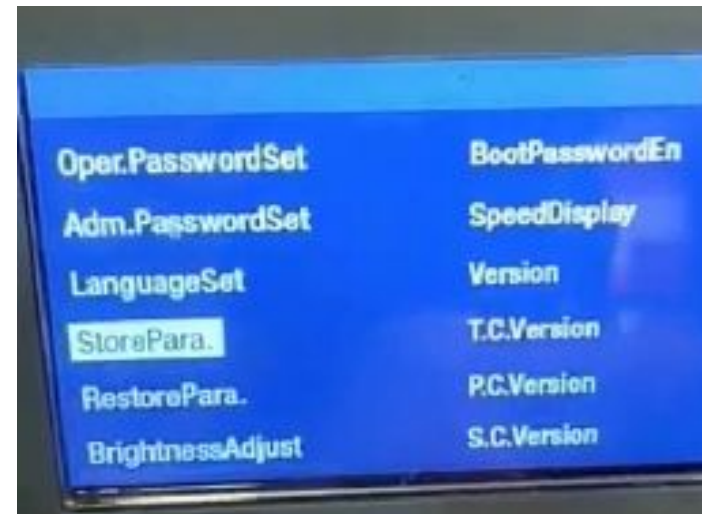 Oper.PasswordSet
Adm.PasswordSet
LanguageSet
StorePara.
RestorePara.
BrightnessAdjust
BootPasswordEn
SpeedDisplay
Version
T.C.Version
P.C.Version
S.C.Version